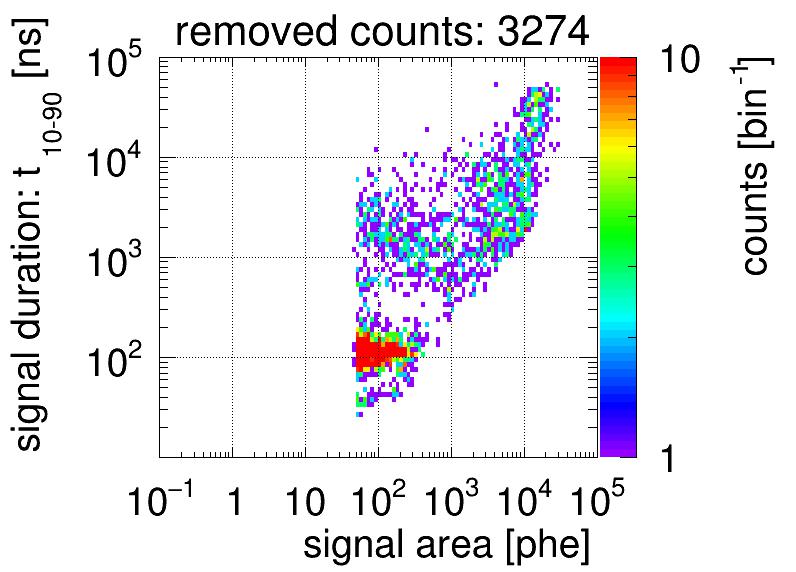 removed counts: 3274
signal duration: t 10-90 [ns]
10^5
10^4
10^3
10^2
10^−1 1 10 10^2 10^3 10^4 10^5
signal area [phe]
10
1
counts [bin^-1]